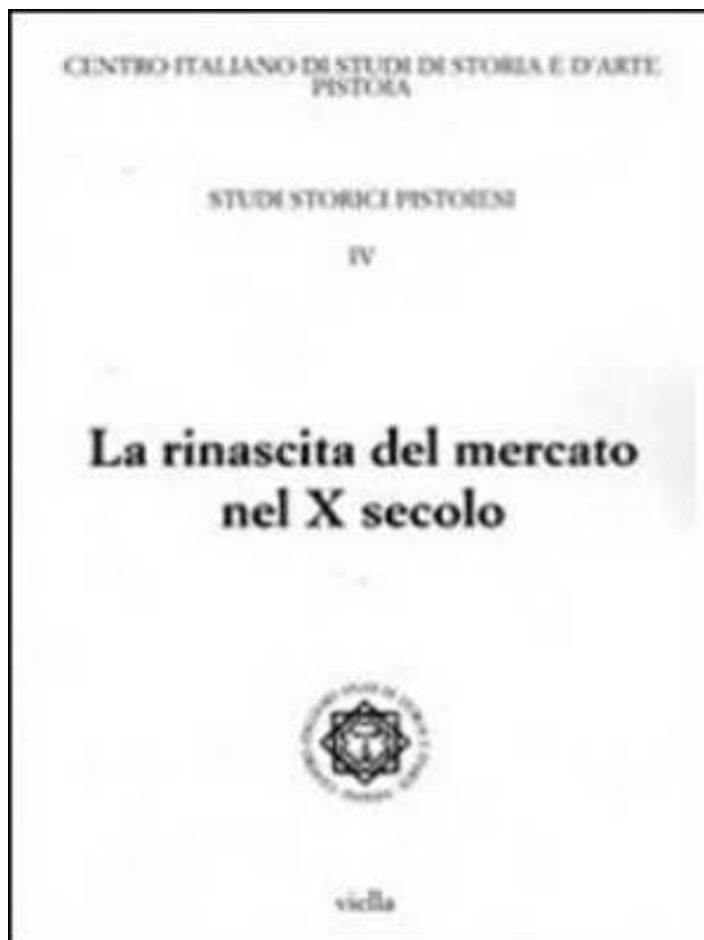 CENTRO ITALIANO DI STUDI DI STORIA E D'ARTE
PISTOIA
STUDI STORICI PISTOIESI
IV
La rinascita del mercato
nel X secolo
viella